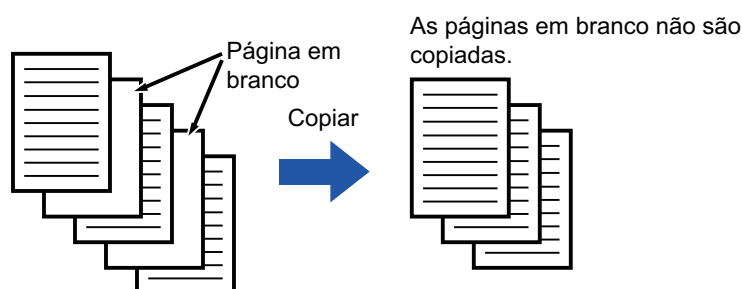 Página em
branco
Copiar
As páginas em branco não são
copiadas.